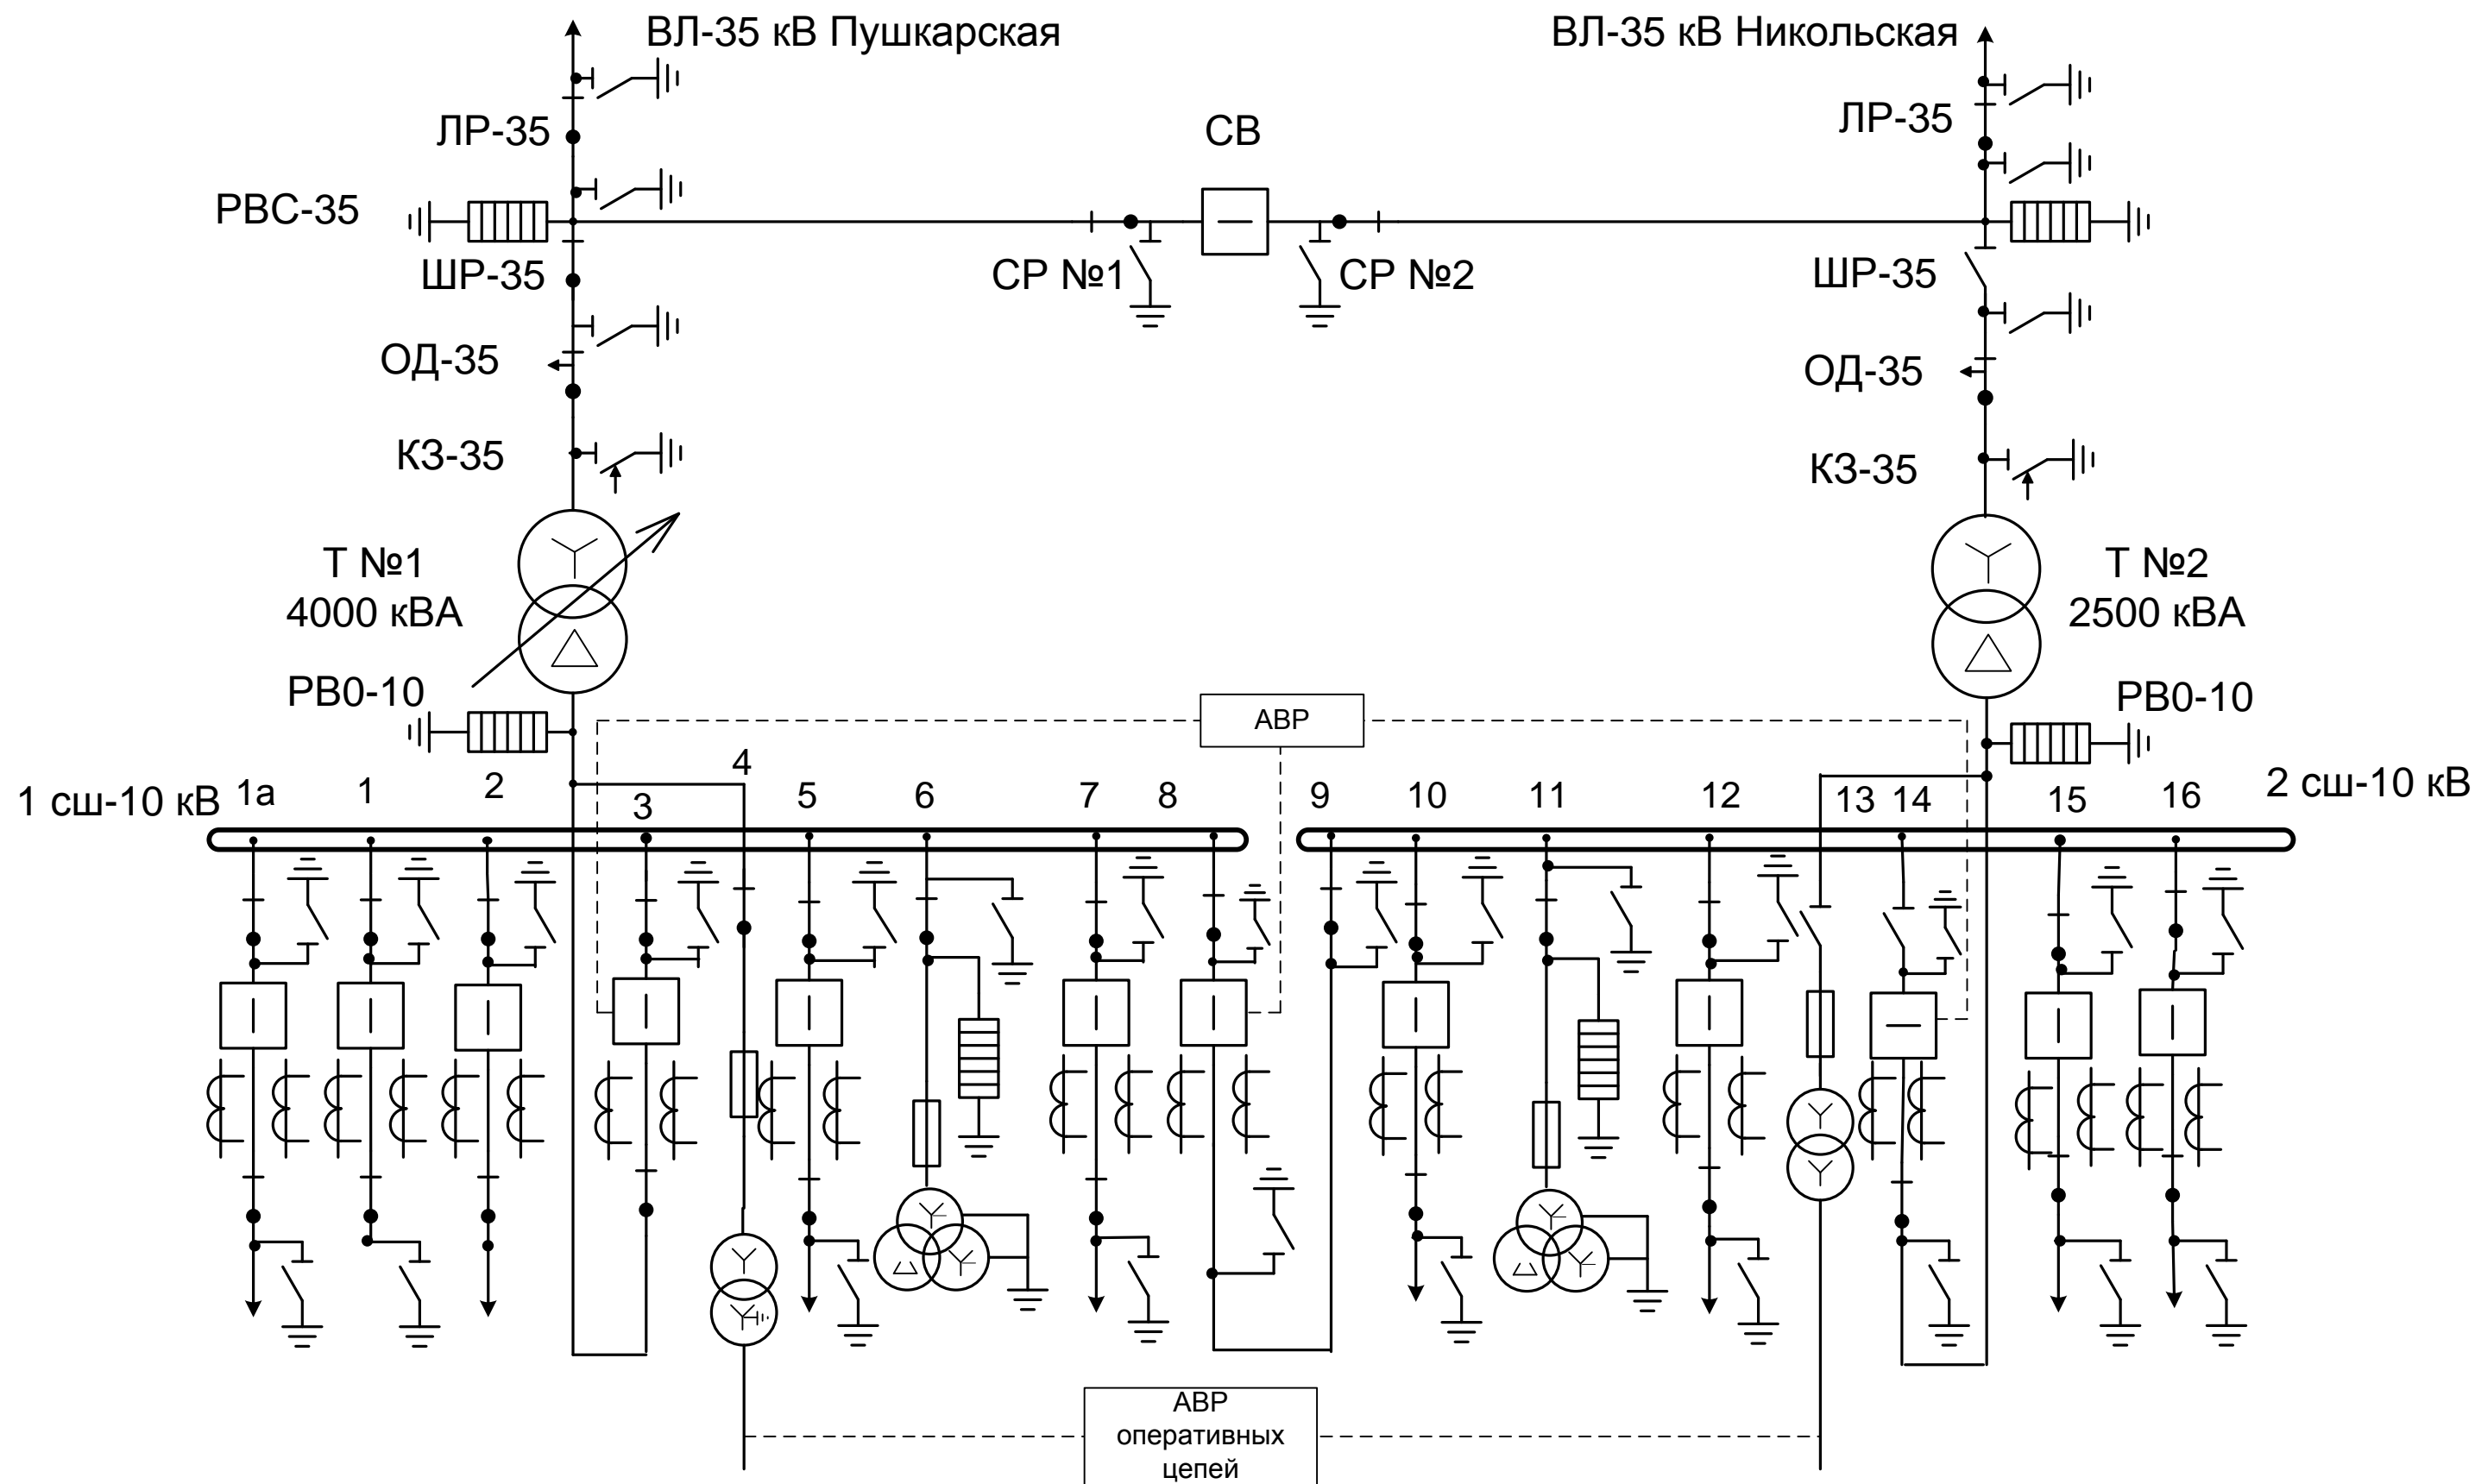 ВЛ-35 кВ Пушкарская
ВЛ-35 кВ Никольская
ЛР-35
СВ
ЛР-35
РВС-35
ШР-35
СР №1
СР №2
ШР-35
ОД-35
ОД-35
КЗ-35
КЗ-35
Т №1
4000 кВА
Т №2
2500 кВА
РВ0-10
РВ0-10
АВР
1 сш-10 кВ
1а
1
2
3
4
5
6
7
8
9
10
11
12
13
14
15
16
2 сш-10 кВ
АВР
оперативных
цепей